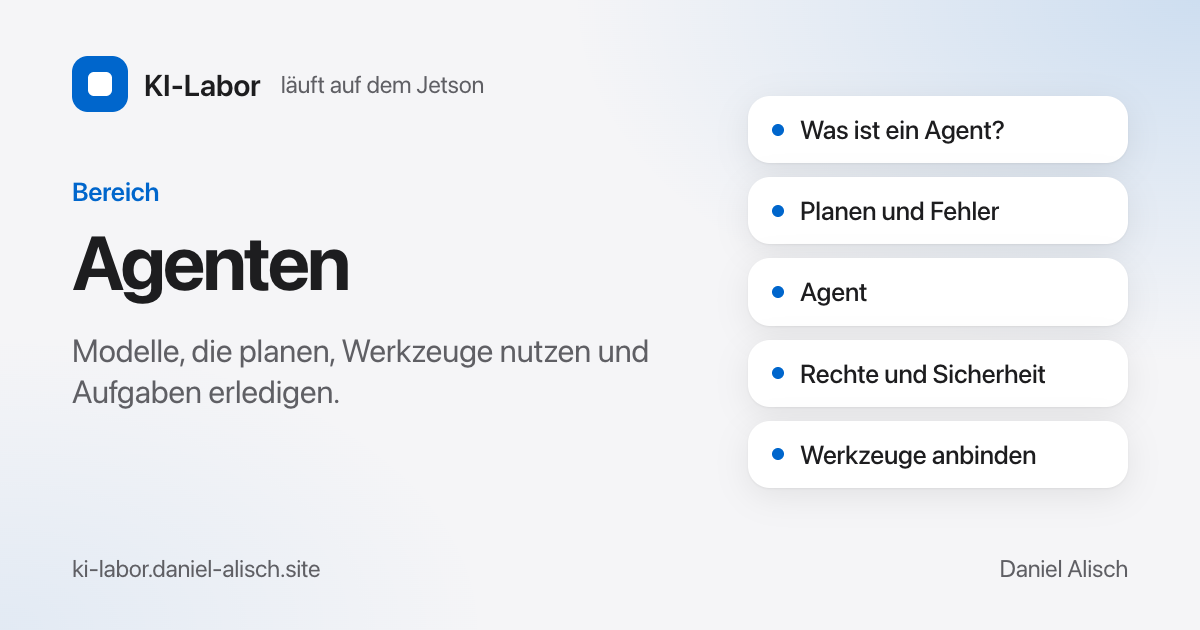 KI-Labor läuft auf dem Jetson
Bereich
Agenten
Modelle, die planen, Werkzeuge nutzen und
Aufgaben erledigen.
Was ist ein Agent?
Planen und Fehler
Agent
Rechte und Sicherheit
Werkzeuge anbinden
ki-labor.daniel-alisch.site
Daniel Alisch